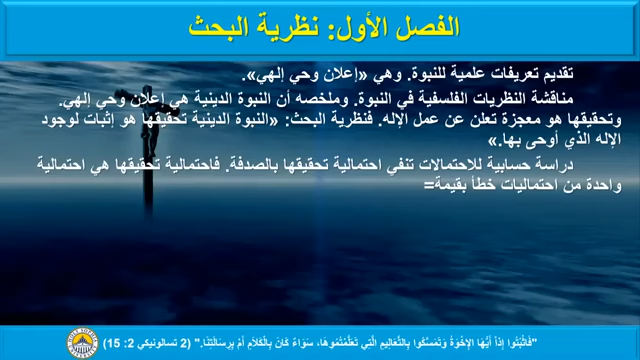 الفصل الأول: نظرية البحث
تقديم تعريفات علمية للنبوة. وهي «إعلان وحي إلهي».
مناقشة النظريات الفلسفية في النبوة. وملخصه أن النبوة الدينية هي إعلان وحي إلهي.
وتحقيقها هو معجزة تعلن عن عمل الإله. فنظرية البحث: «النبوة الدينية تحقيقها هو إثبات لوجود
الإله الذي أوحى بها.»
دراسة حسابية للاحتمالات تنفي احتمالية تحقيقها بالصدفة. فاحتمالية تحقيقها هي احتمالية
واحدة من احتماليات خطأ بقيمة=
"فَاثْبُتُوا إِذاً أَيُّهَا الإِخْوَةُ وَتَمَسَّكُوا بِالتَّعَالِيمِ الَّتِي تَعَلَّمْتُمُوهَا، سَوَاءٌ كَانَ بِالْكَلاَمِ أَمْ بِرِسَالَتِنَا." (2 تسالونيكي 2: 15)